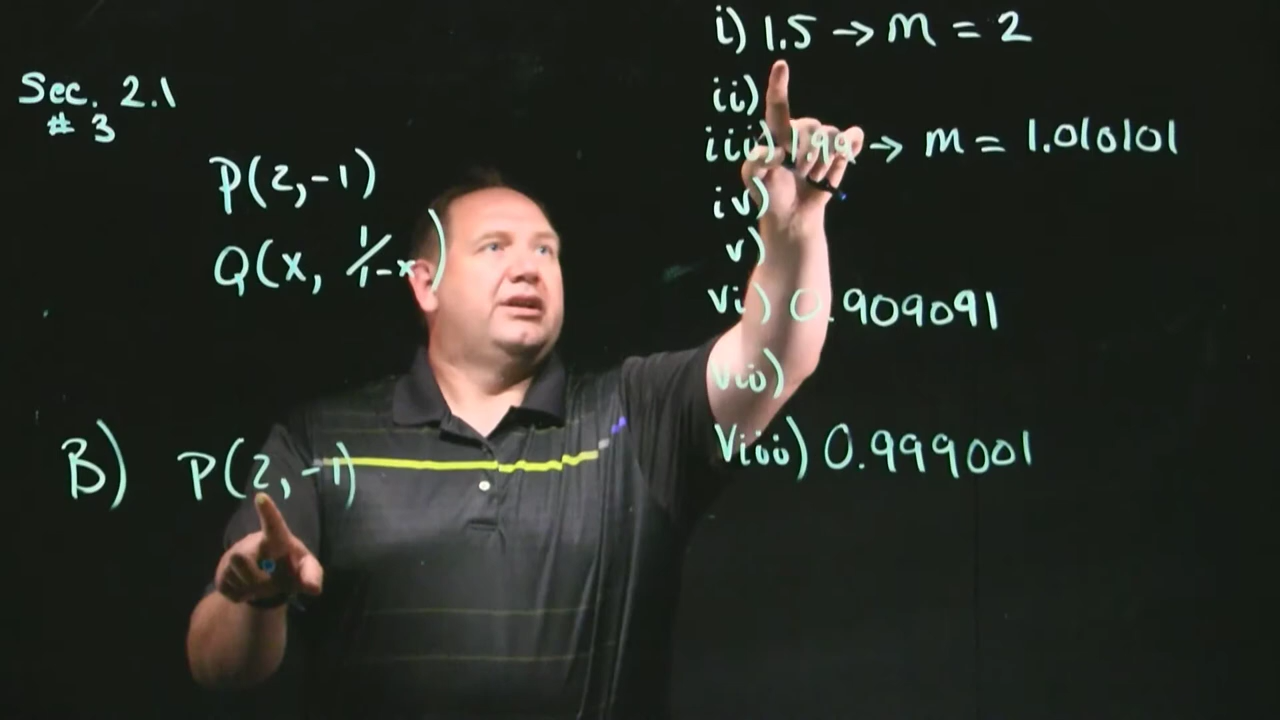 Sec. 2.1
# 3
P(2,-1)
Q(x, 1/1-x)
B) P(2,-1)
i) 1.5 → m = 2
ii)
iii) 1.99 → m = 1.010101
iv)
v)
vi) 0.909091
vii)
viii) 0.999001